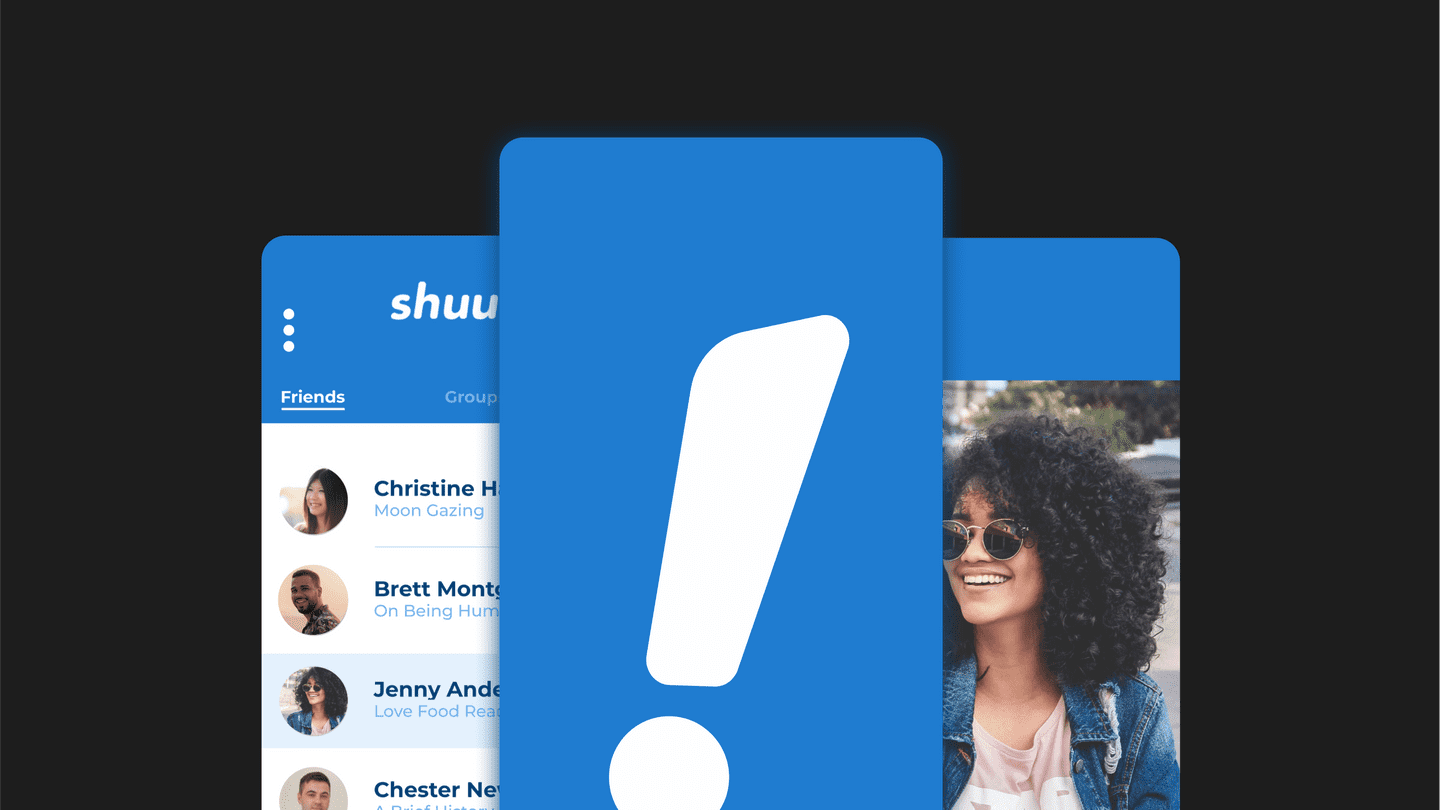 shuu
Friends
Group
Christine Ha
Moon Gazing
Brett Montg
On Being Hum
Jenny Ande
Love Food Rea
Chester Nev
A Brief History